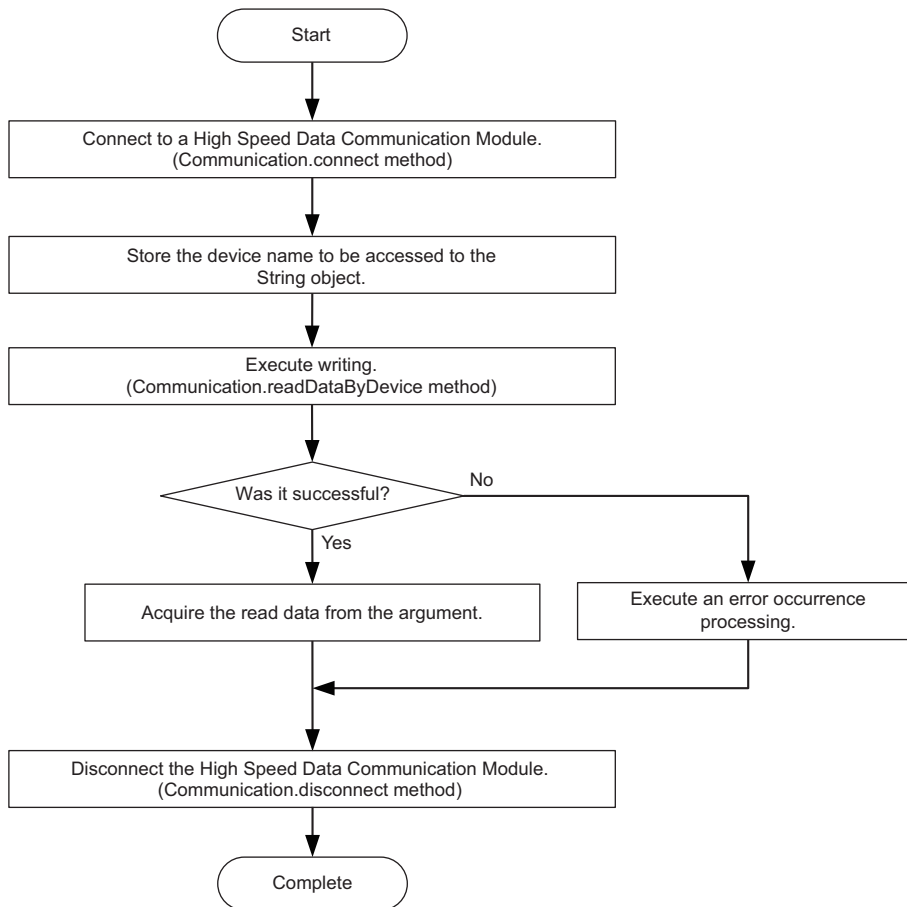 Start
Connect to a High Speed Data Communication Module.
(Communication.connect method)
Store the device name to be accessed to the
String object.
Execute writing.
(Communication.readDataByDevice method)
Was it successful?
No
Yes
Acquire the read data from the argument.
Execute an error occurrence
processing.
Disconnect the High Speed Data Communication Module.
(Communication.disconnect method)
Complete